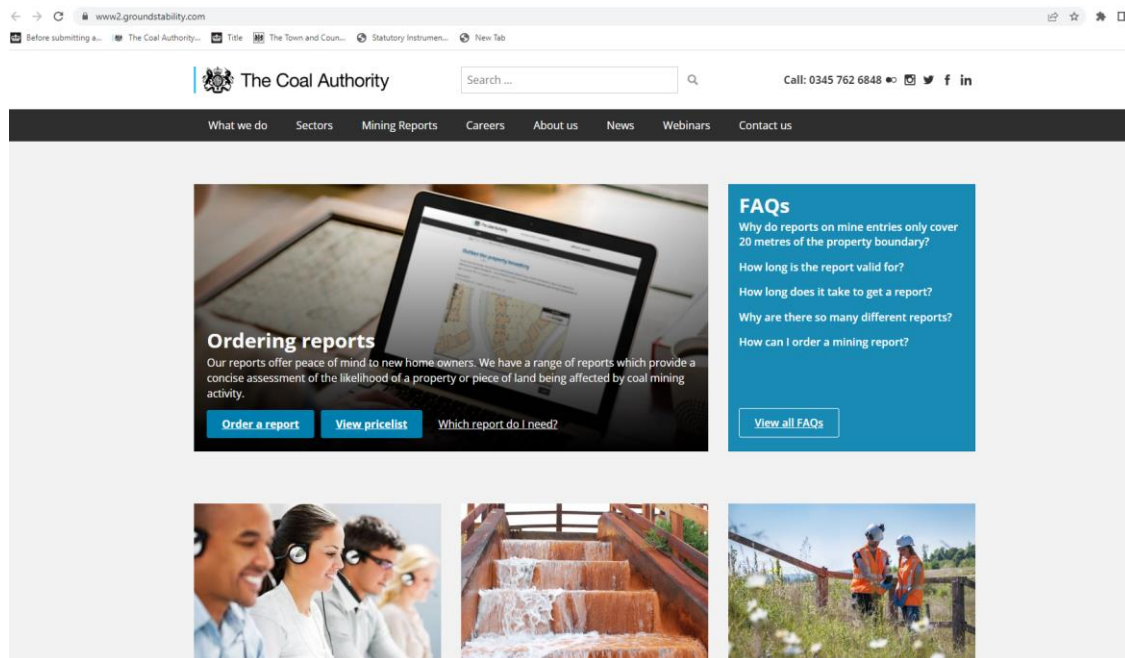 www2.groundstability.com
Before submitting a... The Coal Authority... Title The Town and Coun... Statutory Instrumen... New Tab
The Coal Authority
Search ...
Call: 0345 762 6848
What we do Sectors Mining Reports Careers About us News Webinars Contact us
Ordering reports
Our reports offer peace of mind to new home owners. We have a range of reports which provide a
concise assessment of the likelihood of a property or piece of land being affected by coal mining
activity.
Order a report View pricelist Which report do I need?
FAQs
Why do reports on mine entries only cover
20 metres of the property boundary?
How long is the report valid for?
How long does it take to get a report?
Why are there so many different reports?
How can I order a mining report?
View all FAQs